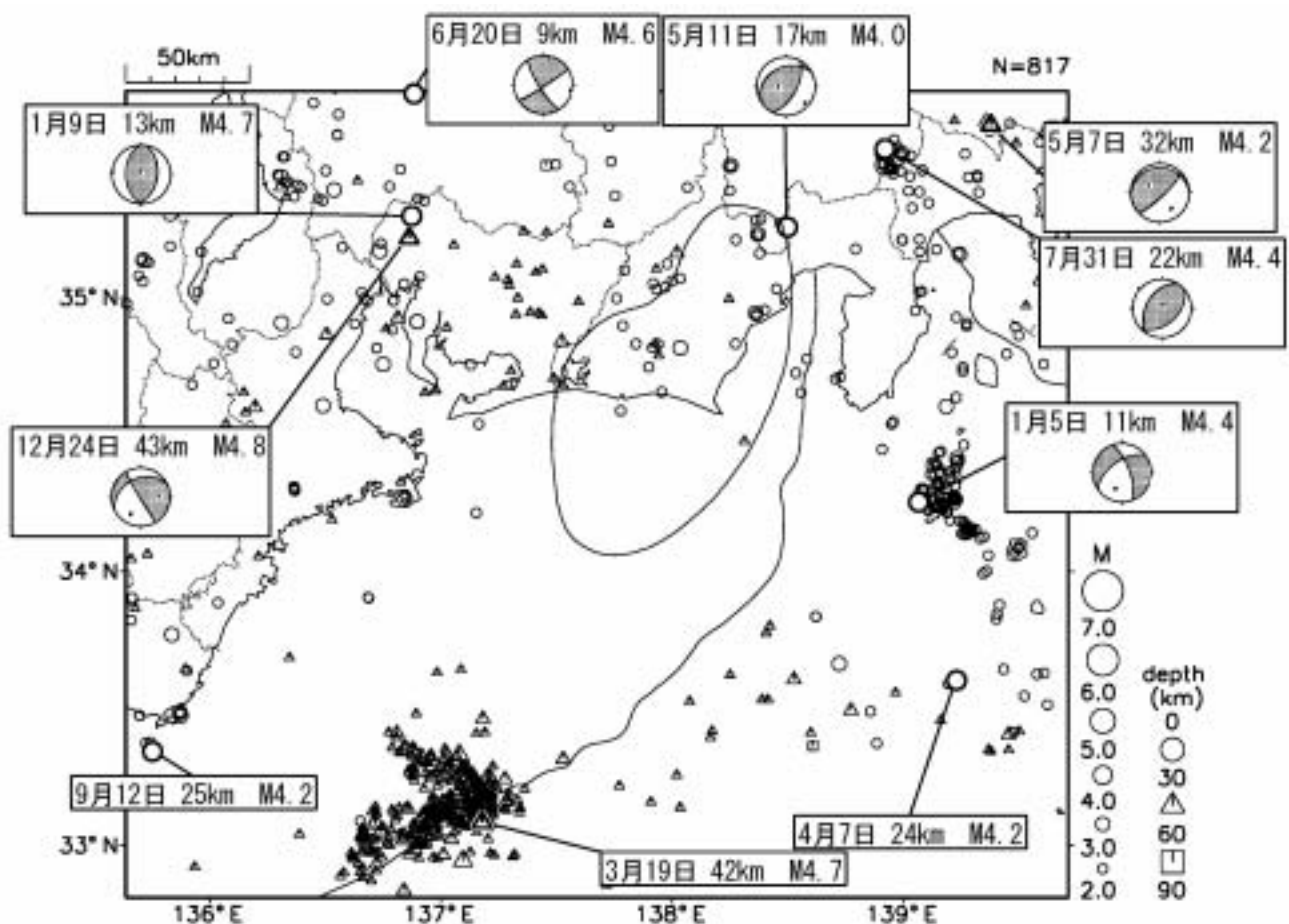 6月20日 9km M4.6
5月11日 17km M4.0
50km
N=817
1月9日 13km M4.7
5月7日 32km M4.2
7月31日 22km M4.4
35°N
12月24日 43km M4.8
1月5日 11km M4.4
34°N
M
7.0
6.0
5.0
4.0
3.0
2.0
depth
(km)
0
30
60
90
9月12日 25km M4.2
4月7日 24km M4.2
33°N
3月19日 42km M4.7
136°E
137°E
138°E
139°E